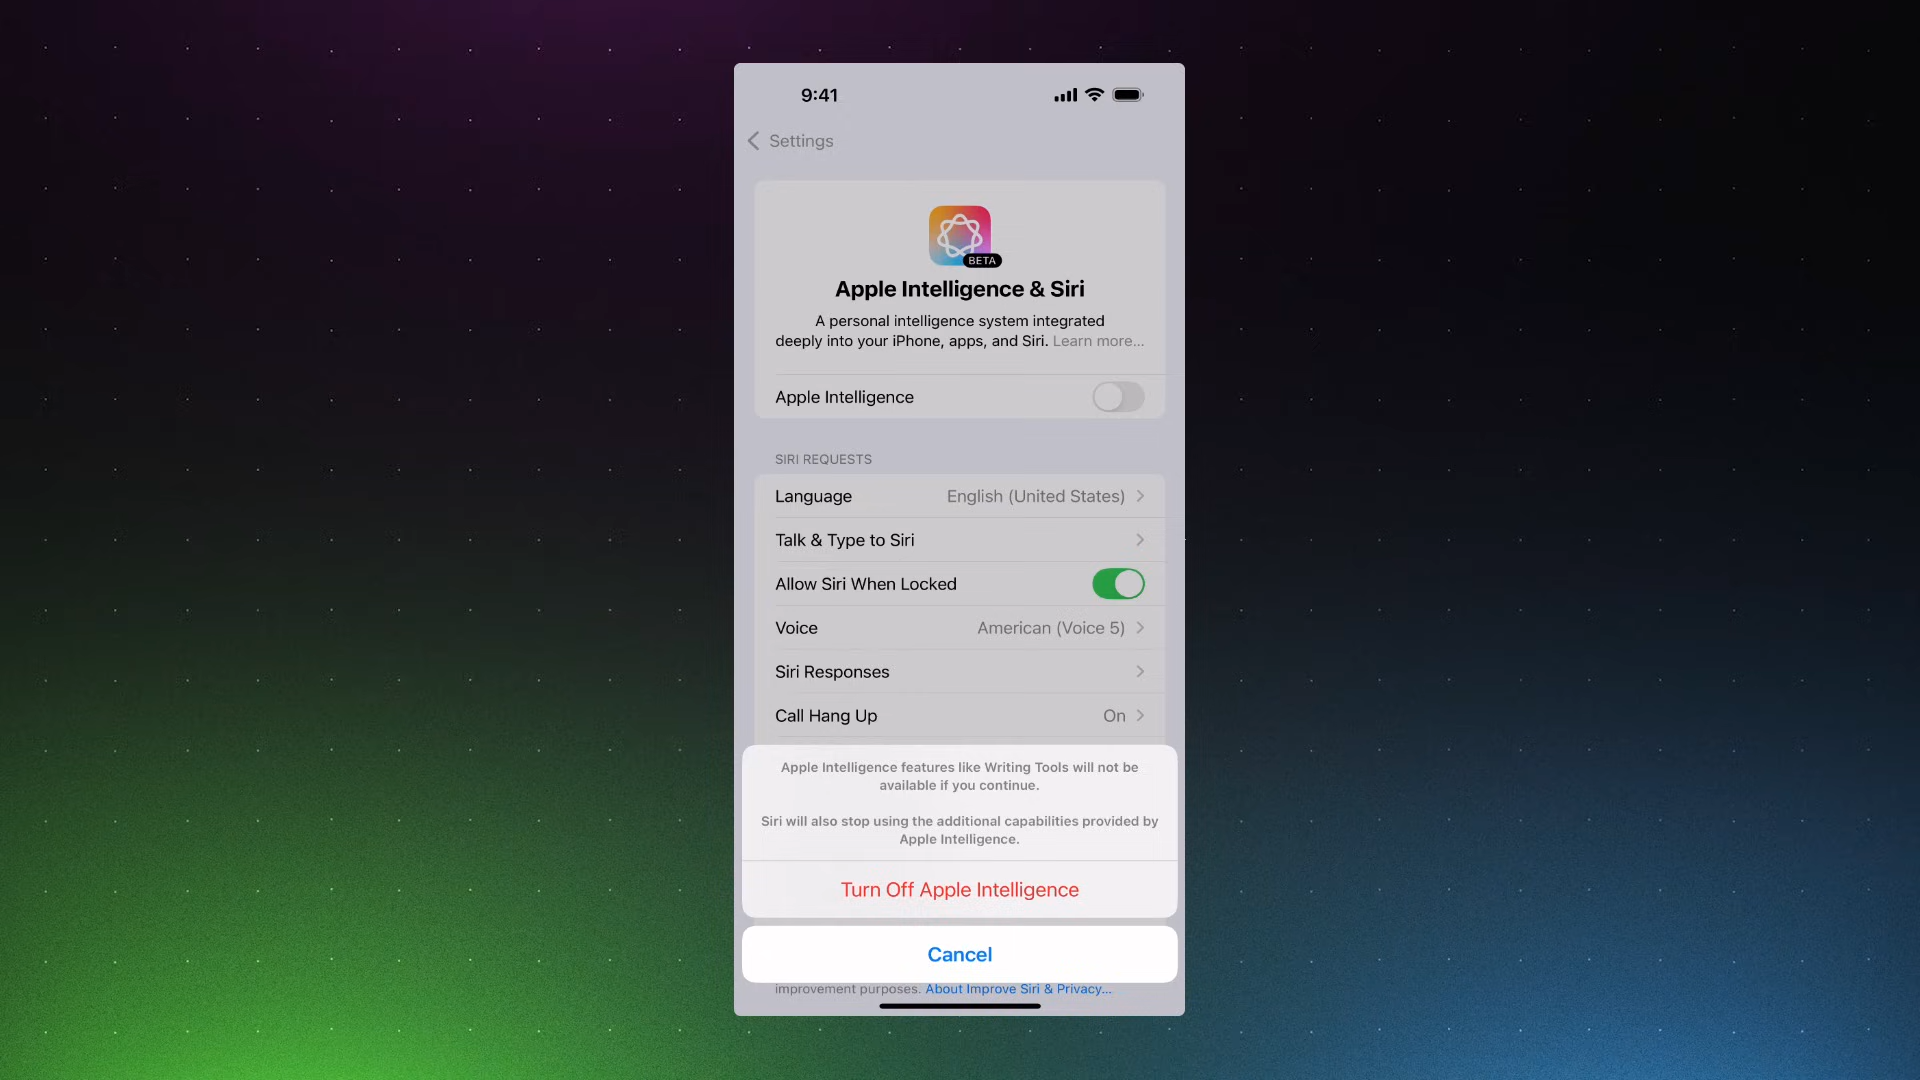 9:41
Settings
BETA
Apple Intelligence & Siri
A personal intelligence system integrated
deeply into your iPhone, apps, and Siri. Learn more...
Apple Intelligence
SIRI REQUESTS
Language English (United States)
Talk & Type to Siri
Allow Siri When Locked
Voice American (Voice 5)
Siri Responses
Call Hang Up On
Apple Intelligence features like Writing Tools will not be
available if you continue.
Siri will also stop using the additional capabilities provided by
Apple Intelligence.
Turn Off Apple Intelligence
Cancel
improvement purposes. About Improve Siri & Privacy...